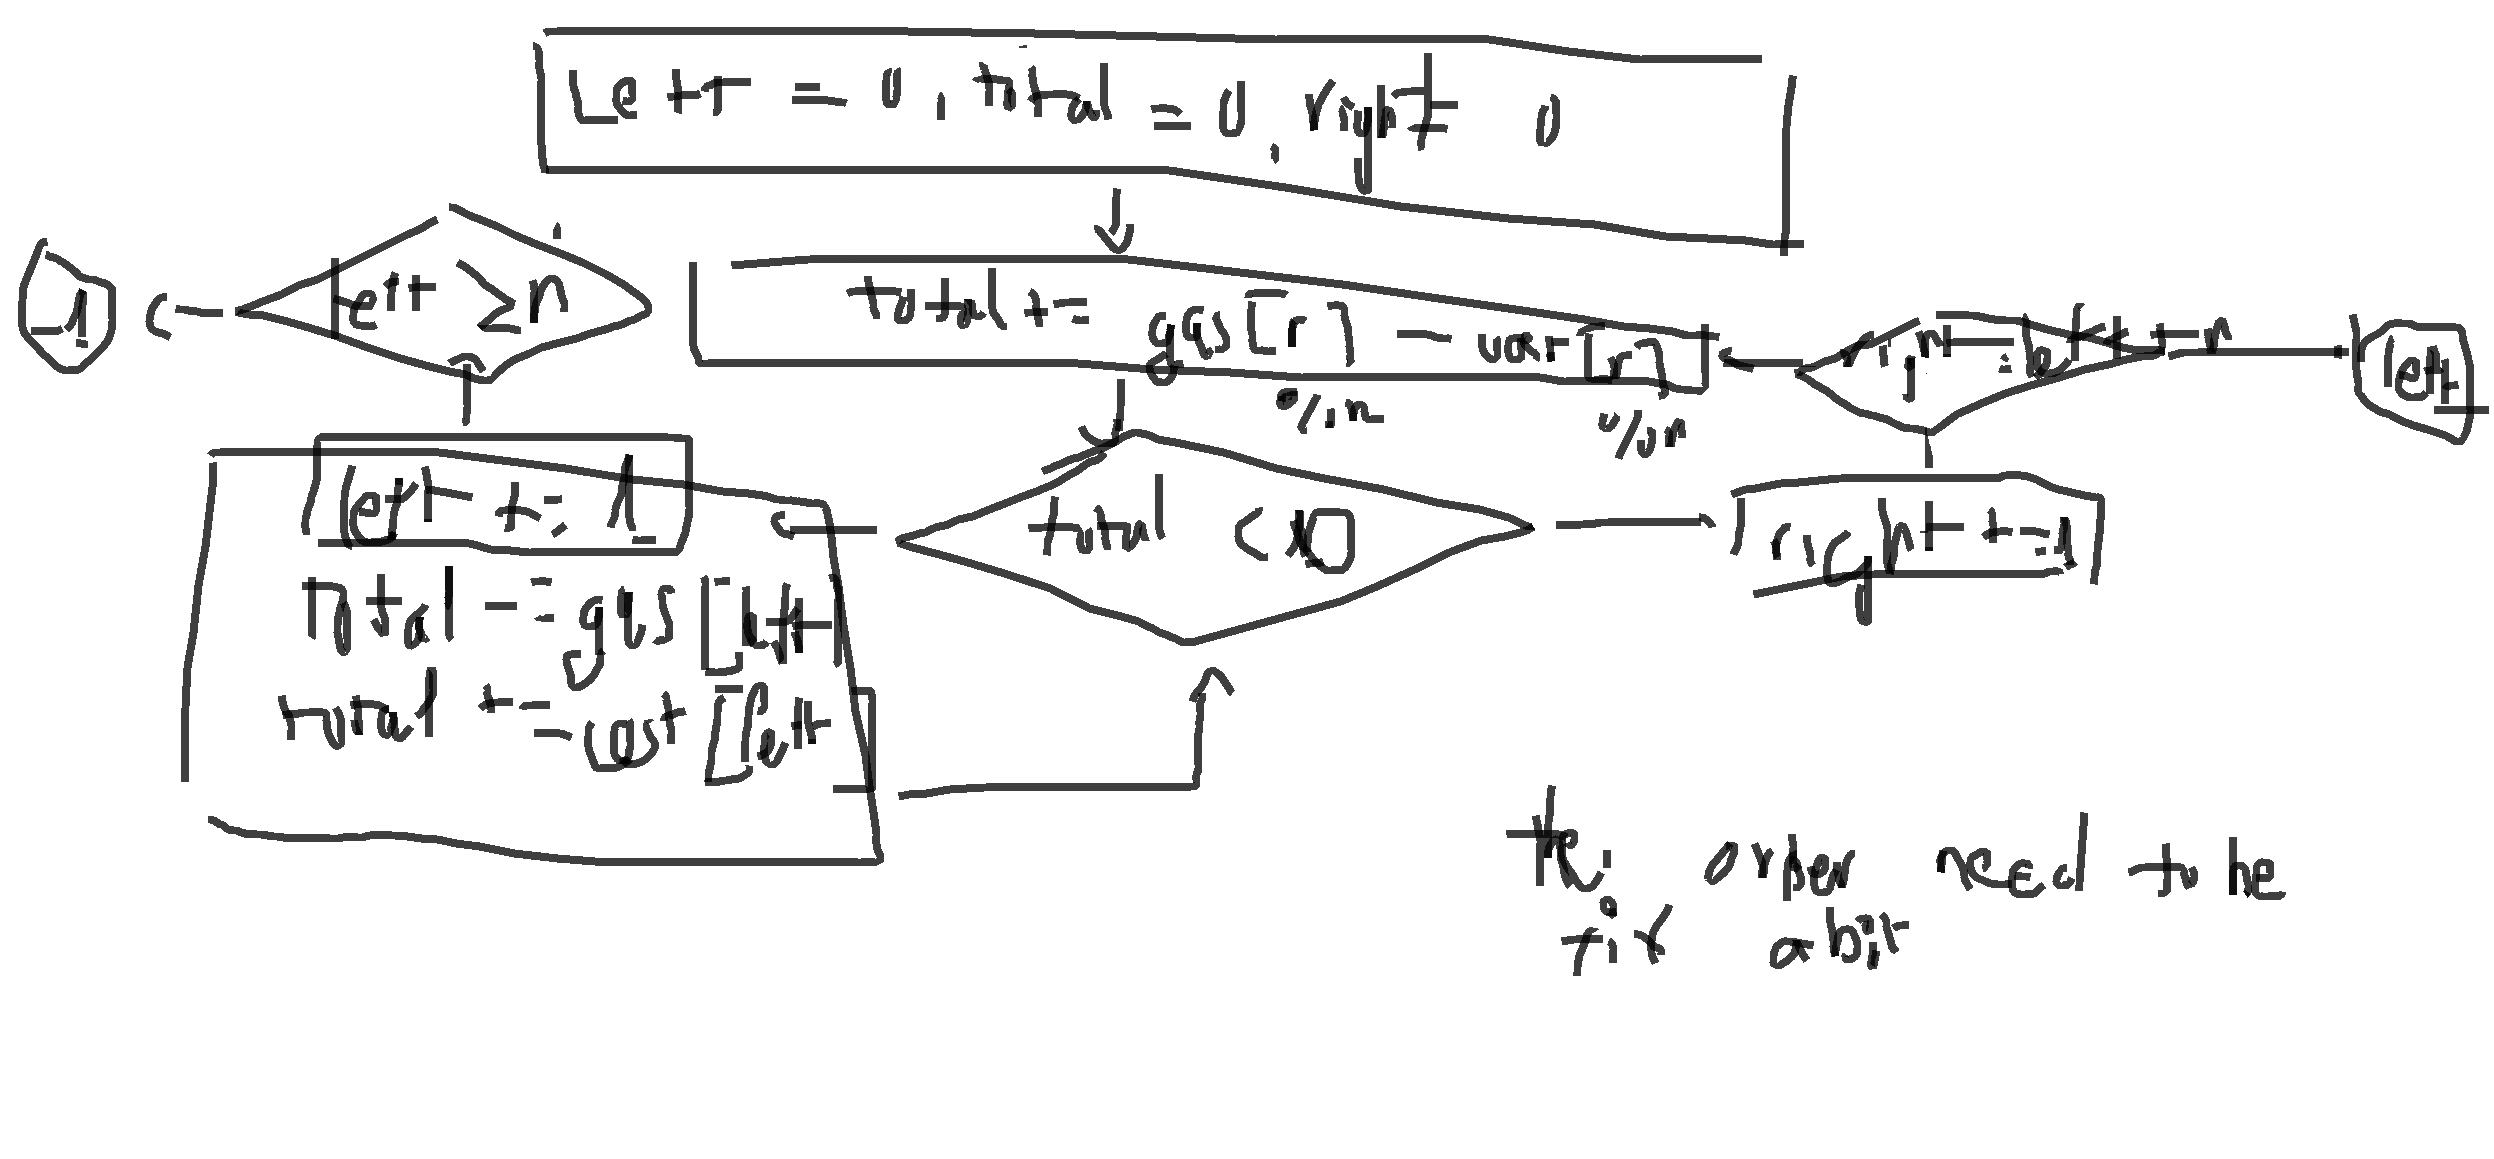 left = 0, total = 0, right = 0
left ≥ n
-1
total += gas[r] - cost[r]
%n
%n
right == left + n
left
left += 1
total < 0
right += 1
total -= gas[left]
total += cost[left]
the order need to be
fix a bit